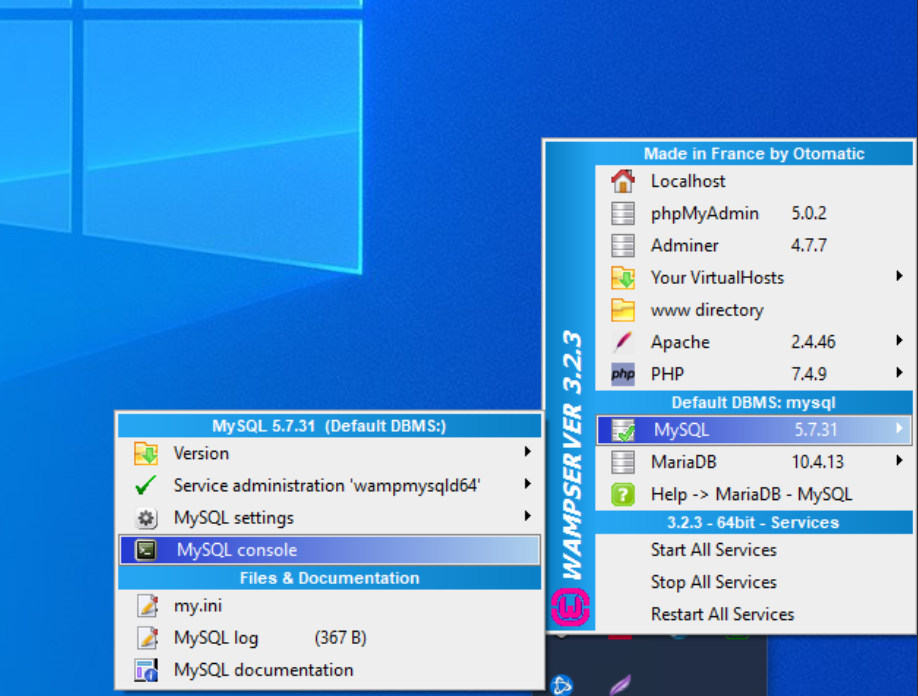 Made in France by Otomatic
Localhost
phpMyAdmin 5.0.2
Adminer 4.7.7
Your VirtualHosts
www directory
Apache 2.4.46
php PHP 7.4.9
Default DBMS: mysql
MySQL 5.7.31
MariaDB 10.4.13
Help -> MariaDB - MySQL
3.2.3 - 64bit - Services
Start All Services
Stop All Services
Restart All Services
WAMPSERVER 3.2.3
MySQL 5.7.31 (Default DBMS:)
Version
Service administration 'wampmysqld64'
MySQL settings
MySQL console
Files & Documentation
my.ini
MySQL log (367 B)
MySQL documentation